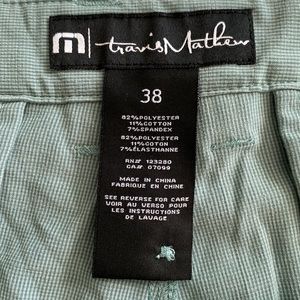 m travisMathew
38
82%POLYESTER
11%COTTON
7%SPANDEX
82%POLYESTER
11%COTON
7%ÉLASTHANNE
RN# 123280
CA# 07099
MADE IN CHINA
FABRIQUE EN CHINE
SEE REVERSE FOR CARE
VOIR AU VERSO POUR
LES INSTRUCTIONS
DE LAVAGE